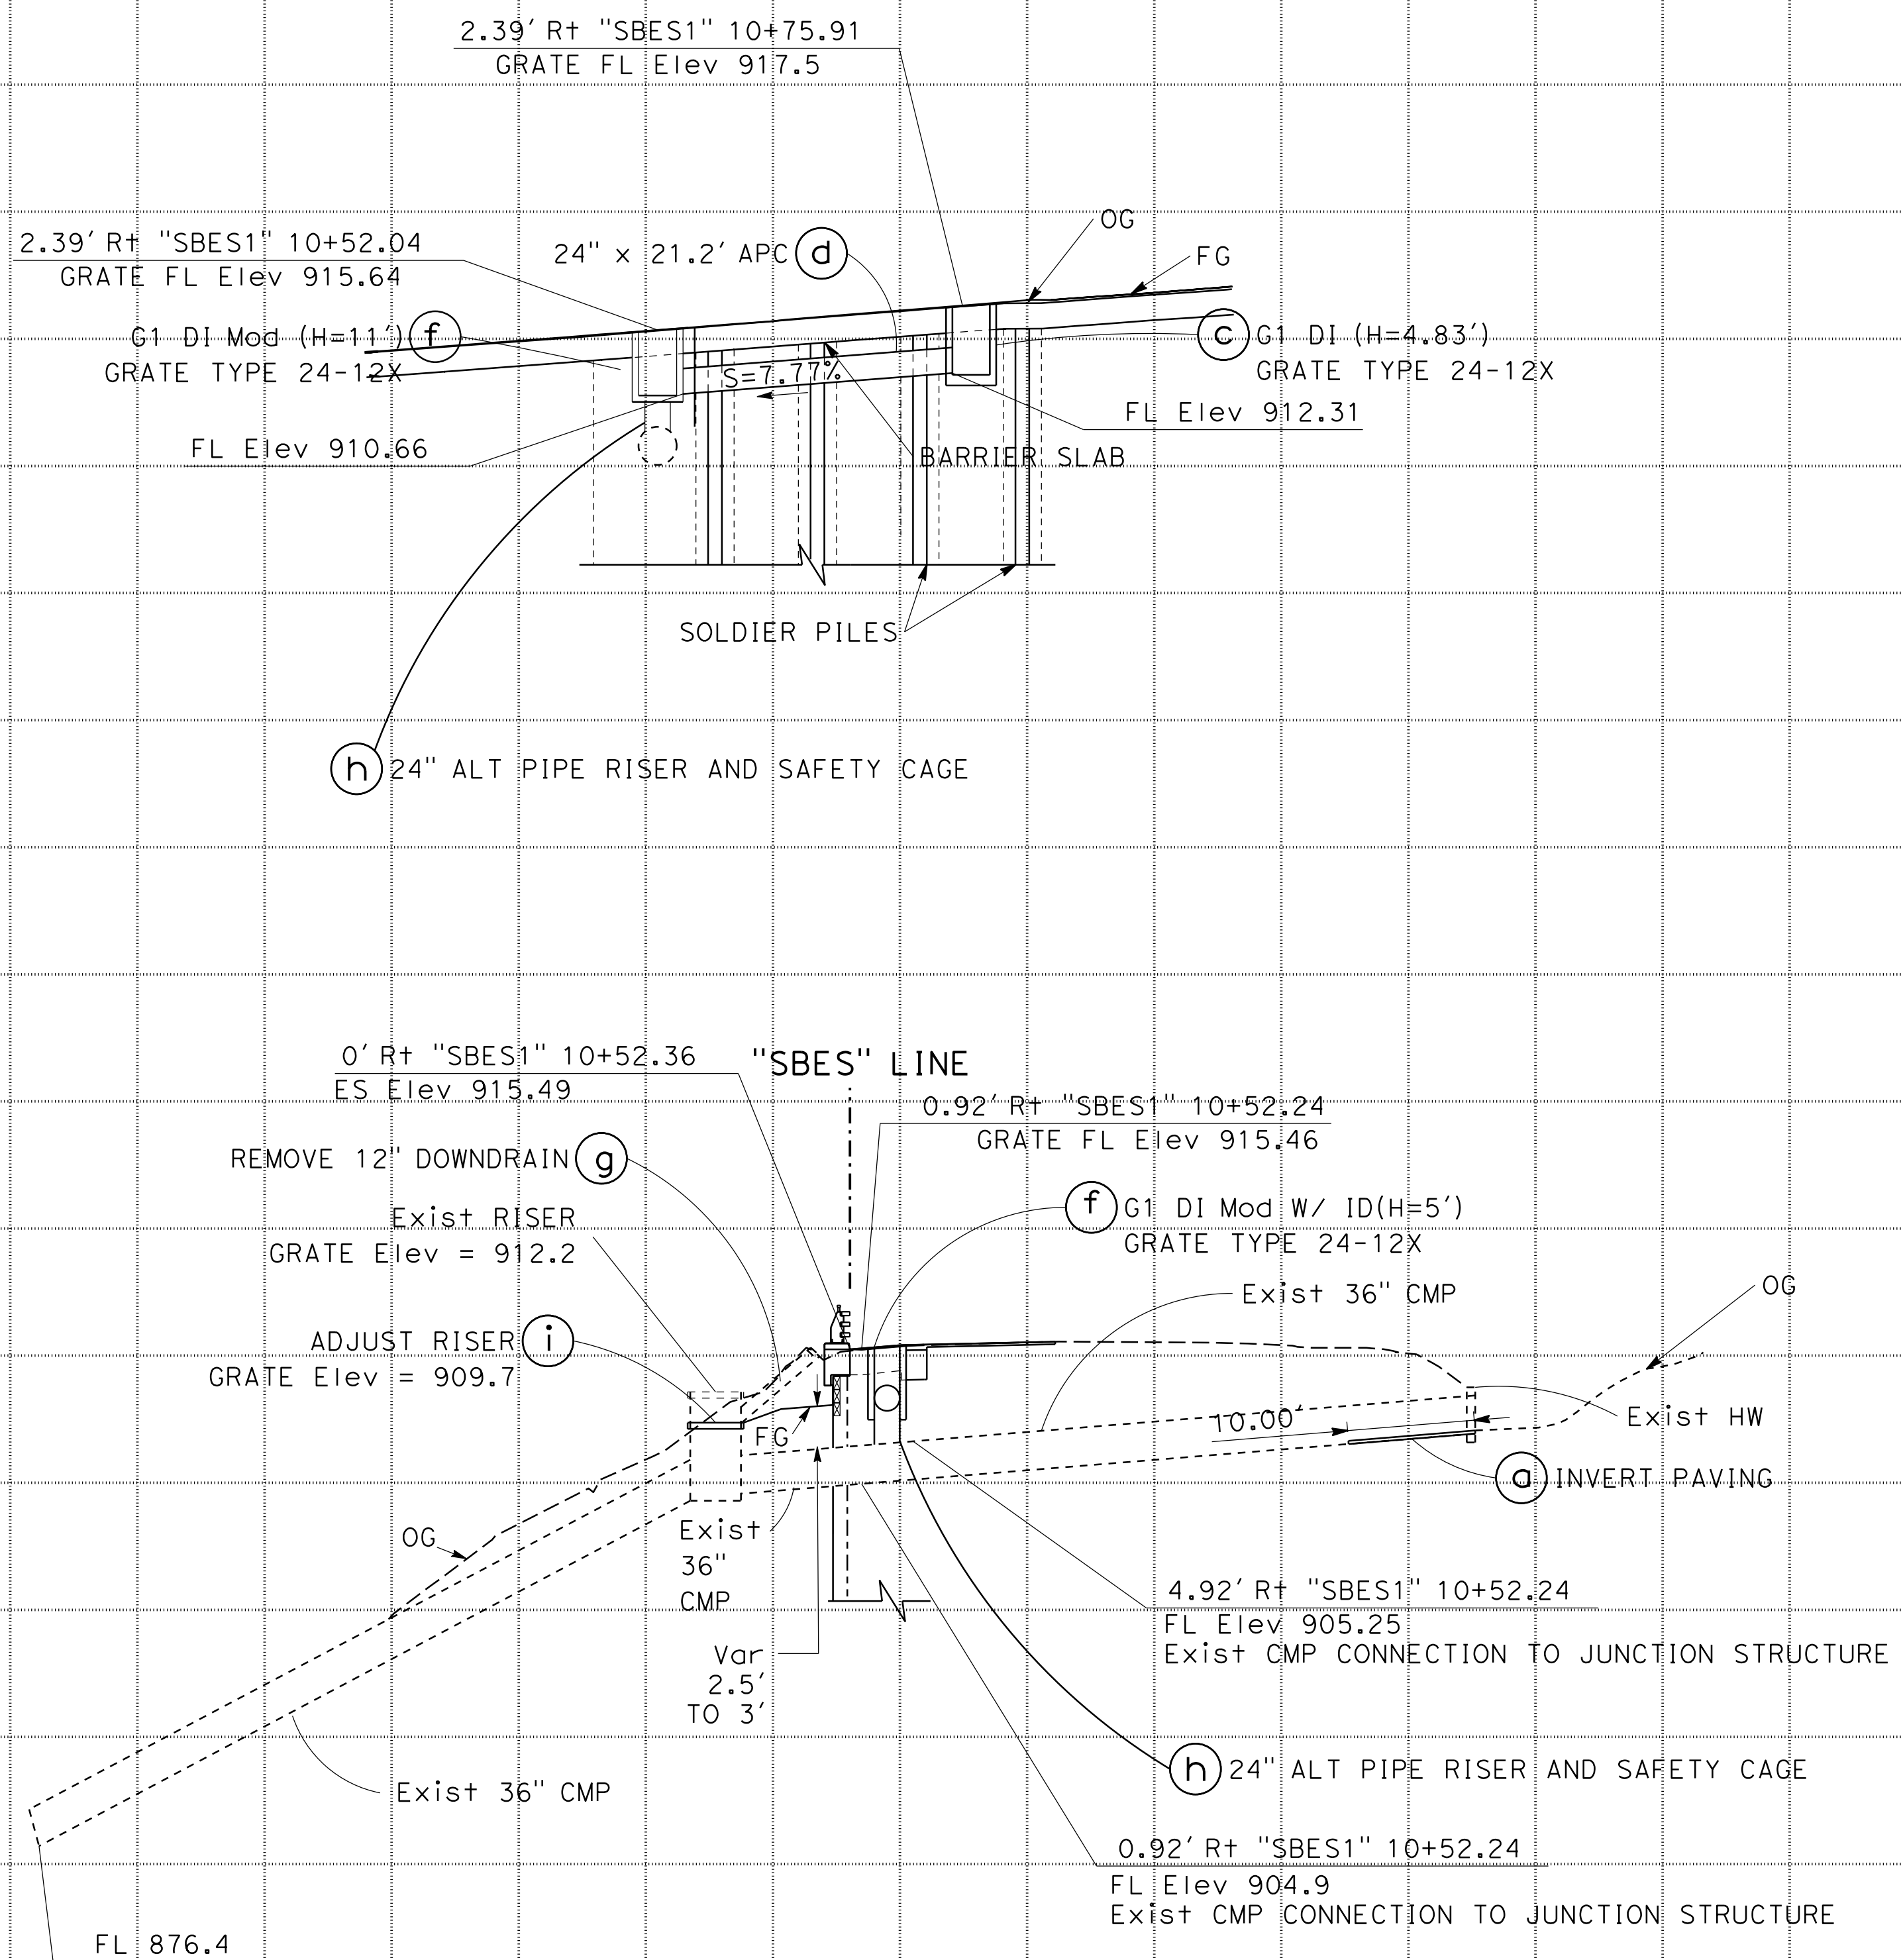 2.39' Rt "SBES1" 10+75.91
GRATE FL Elev 917.5
OG
FG
2.39' Rt "SBES1" 10+52.04
GRATE FL Elev 915.64
24" x 21.2' APC d
G1 DI Mod (H=11') f
GRATE TYPE 24-12X
c G1 DI (H=4.83')
GRATE TYPE 24-12X
S=7.77%
FL Elev 912.31
FL Elev 910.66
BARRIER SLAB
SOLDIER PILES
h 24" ALT PIPE RISER AND SAFETY CAGE
"SBES" LINE
0' Rt "SBES1" 10+52.36
ES Elev 915.49
0.92' Rt "SBES1" 10+52.24
GRATE FL Elev 915.46
REMOVE 12" DOWNDRAIN g
f G1 DI Mod W/ ID(H=5')
GRATE TYPE 24-12X
Exist RISER
GRATE Elev = 912.2
Exist 36" CMP
OG
ADJUST RISER i
GRATE Elev = 909.7
FG
10.00'
Exist HW
a INVERT PAVING
OG
Exist
36"
CMP
4.92' Rt "SBES1" 10+52.24
FL Elev 905.25
Exist CMP CONNECTION TO JUNCTION STRUCTURE
Var
2.5'
TO 3'
h 24" ALT PIPE RISER AND SAFETY CAGE
Exist 36" CMP
0.92' Rt "SBES1" 10+52.24
FL Elev 904.9
Exist CMP CONNECTION TO JUNCTION STRUCTURE
FL 876.4